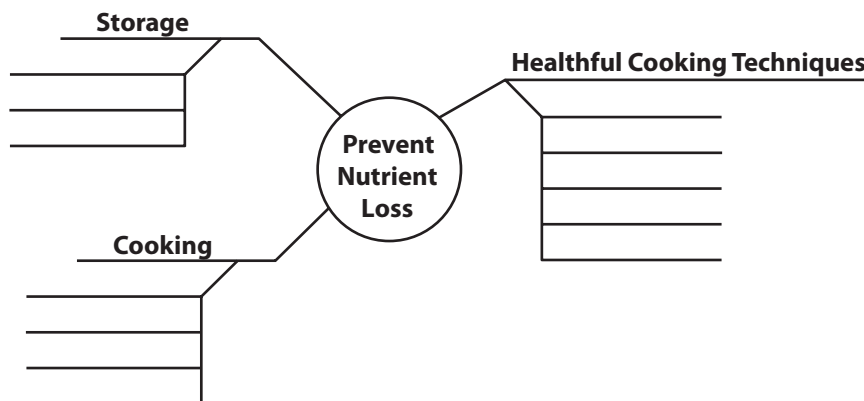 Storage
Healthful Cooking Techniques
Prevent
Nutrient
Loss
Cooking